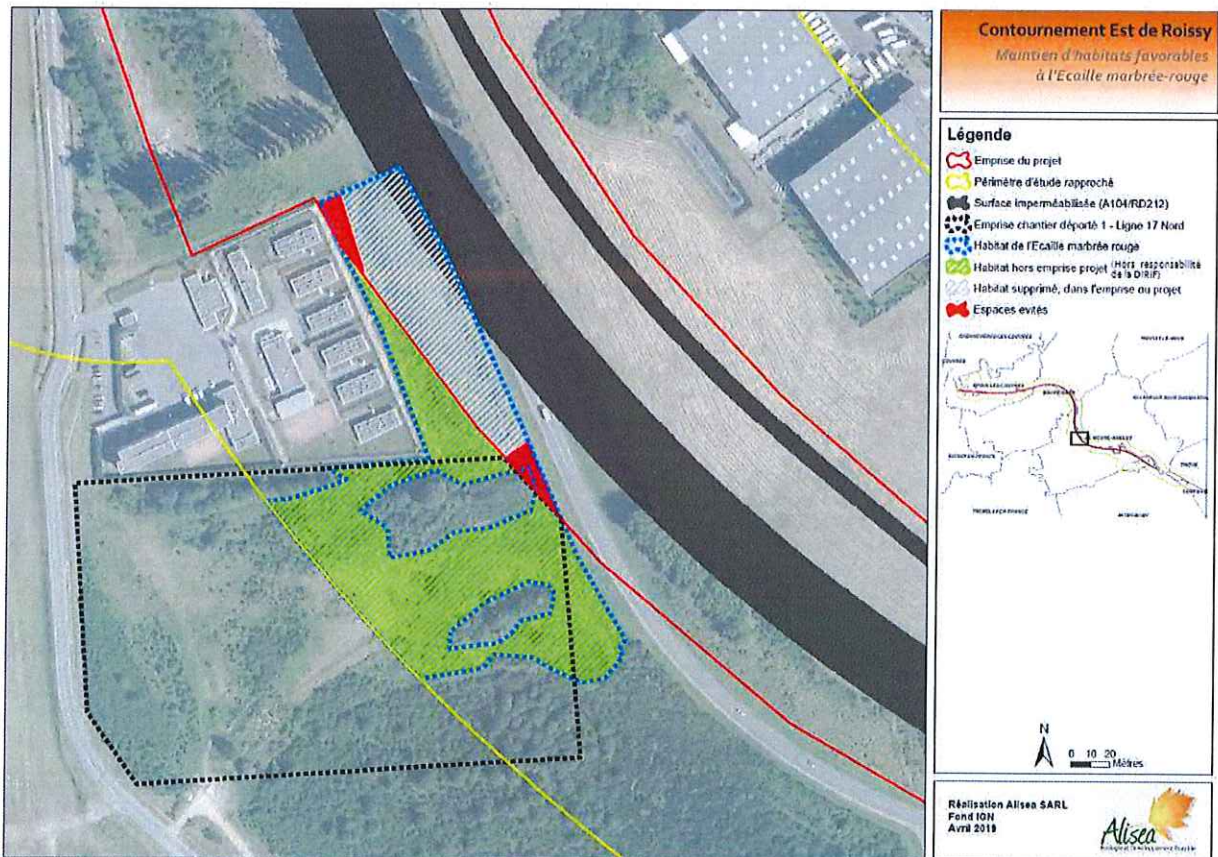 Contournement Est de Roissy
Maintien d'habitats favorables
à l'Ecaille marbrée-rouge
Légende
Emprise du projet
Périmètre d'étude rapproché
Surface imperméabilisée (A104/RD212)
Emprise chantier déporté 1 - Ligne 17 Nord
Habitat de l'Ecaille marbrée rouge
Habitat hors emprise projet (Hors responsabilité
de la DIRIF)
Habitat supprimé, dans l'emprise du projet
Espaces évités
N
0 10 20
Mètres
Réalisation Alisea SARL
Fond IGN
Avril 2019
Alisea